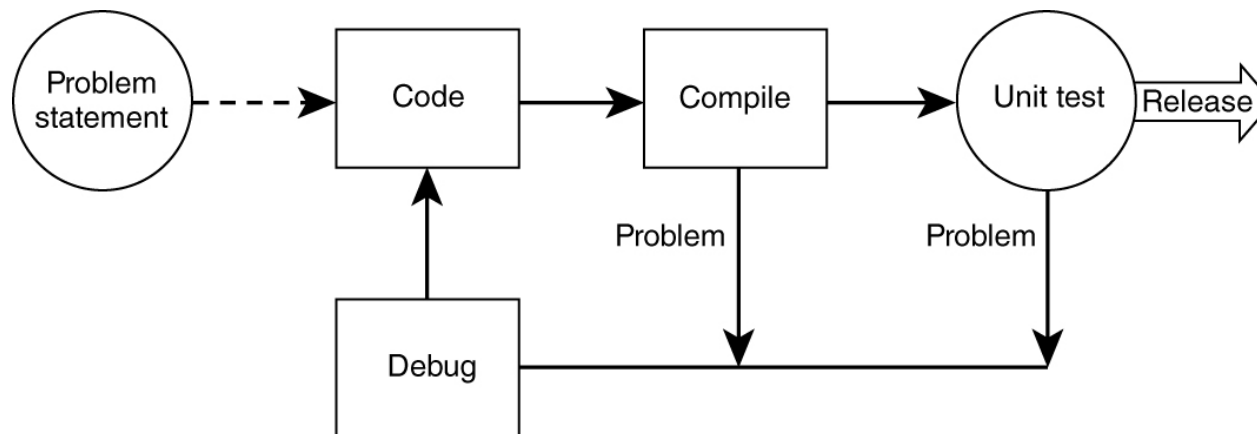 Problem
statement
Code
Compile
Unit test
Release
Problem
Problem
Debug